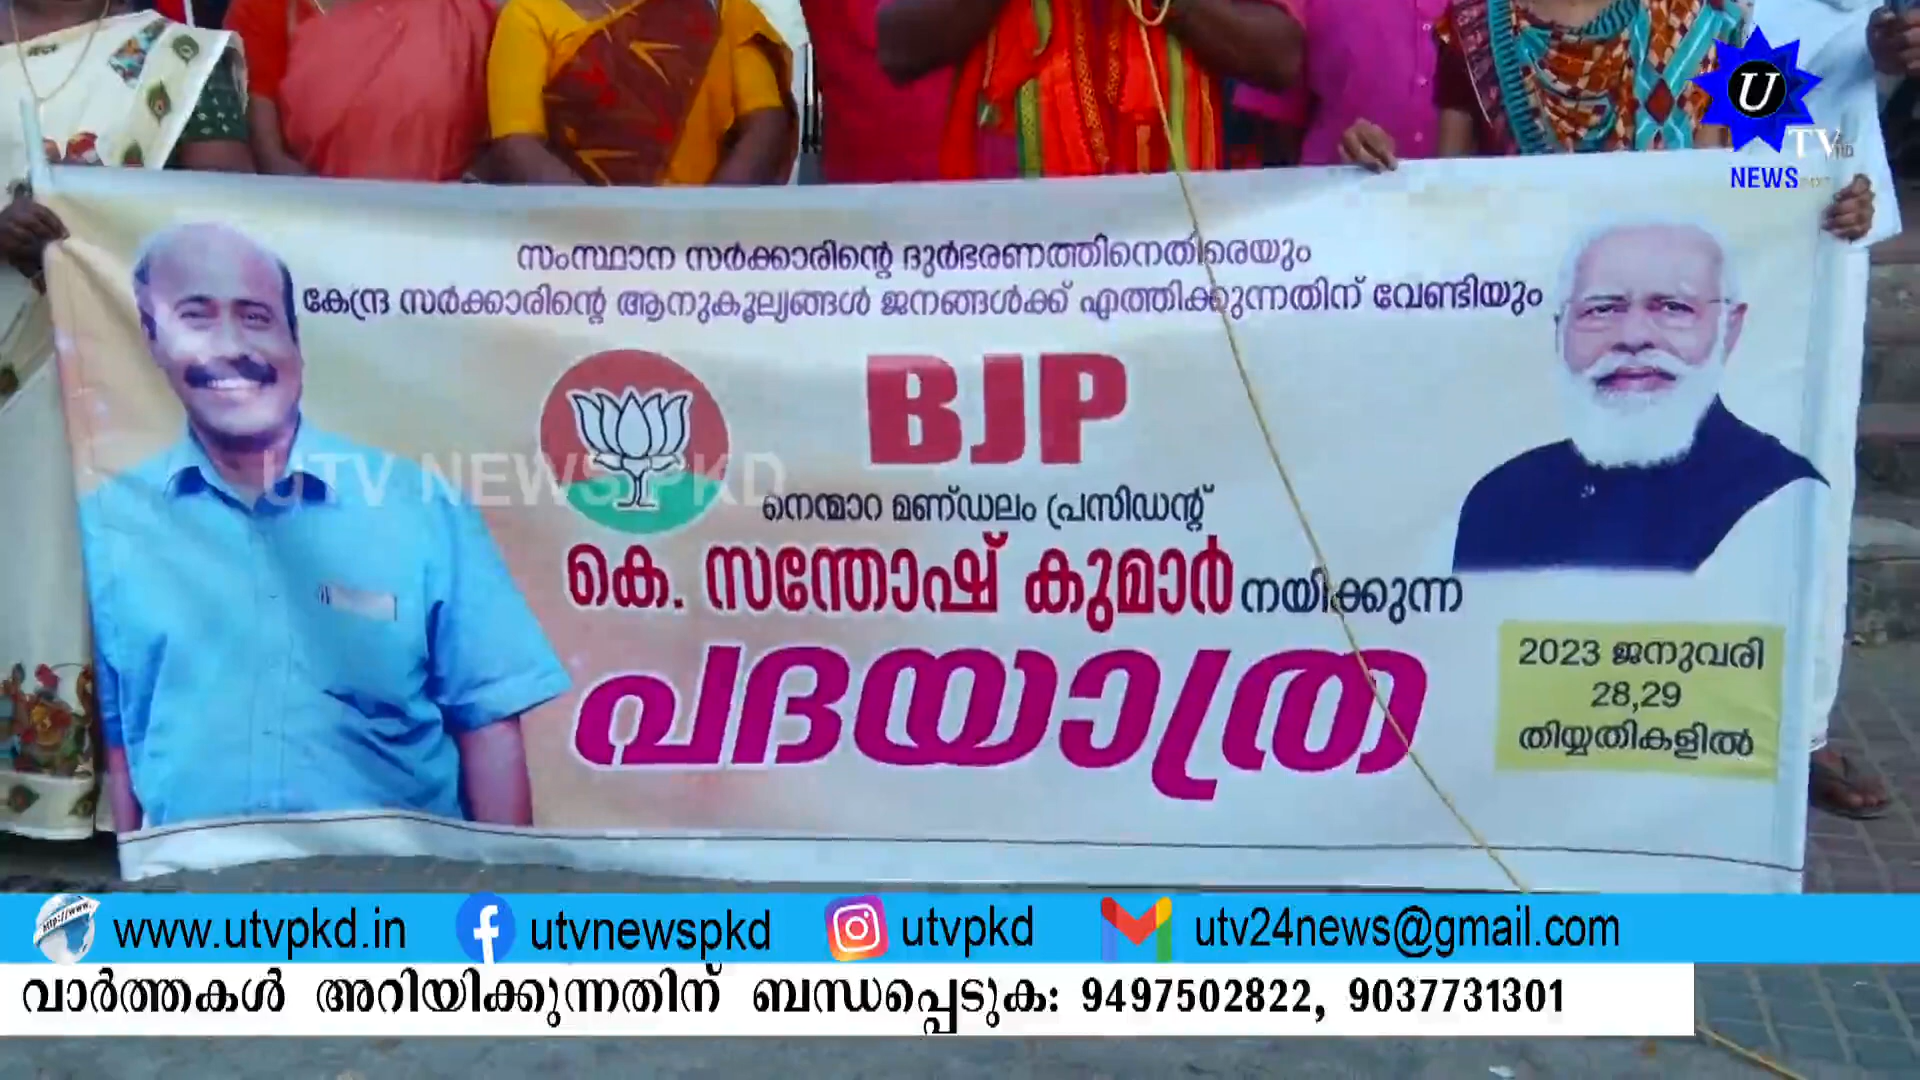 U
TV
NEWS
സംസ്ഥാന സർക്കാരിന്റെ ദുർഭരണത്തിനെതിരെയും
കേന്ദ്ര സർക്കാരിന്റെ ആനുകൂല്യങ്ങൾ ജനങ്ങൾക്ക് എത്തിക്കുന്നതിന് വേണ്ടിയും
BJP
UTV NEWS PKD
നെന്മാറ മണ്ഡലം പ്രസിഡന്റ്
കെ. സന്തോഷ് കുമാർ നയിക്കുന്ന
പദയാത്ര
2023 ജനുവരി
28,29
തിയ്യതികളിൽ
http://www.
www.utvpkd.in utvnewspkd utvpkd utv24news@gmail.com
വാർത്തകൾ അറിയിക്കുന്നതിന് ബന്ധപ്പെടുക: 9497502822, 9037731301